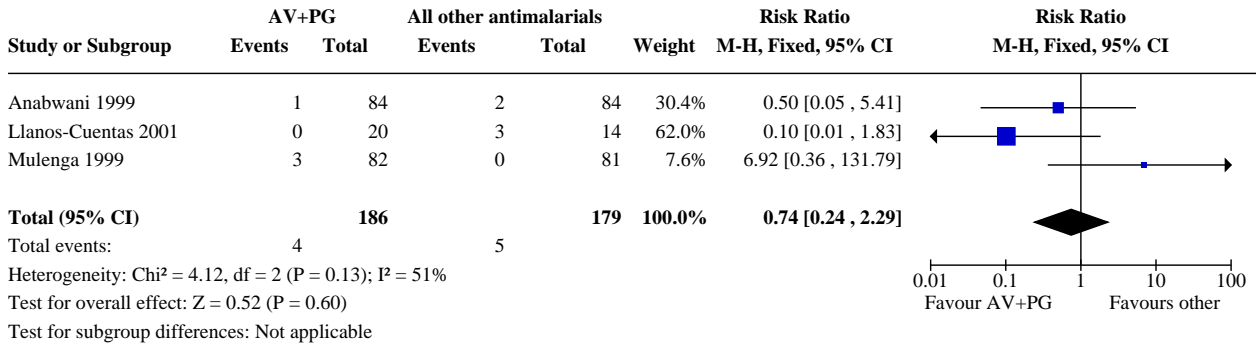 AV+PG All other antimalarials Risk Ratio Risk Ratio
Study or Subgroup Events Total Events Total Weight M-H, Fixed, 95% CI M-H, Fixed, 95% CI
Anabwani 1999 1 84 2 84 30.4% 0.50 [0.05 , 5.41]
Llanos-Cuentas 2001 0 20 3 14 62.0% 0.10 [0.01 , 1.83]
Mulenga 1999 3 82 0 81 7.6% 6.92 [0.36 , 131.79]
Total (95% CI) 186 179 100.0% 0.74 [0.24 , 2.29]
Total events: 4 5
Heterogeneity: Chi² = 4.12, df = 2 (P = 0.13); I² = 51%
Test for overall effect: Z = 0.52 (P = 0.60)
Test for subgroup differences: Not applicable
0.01 0.1 1 10 100
Favour AV+PG Favours other